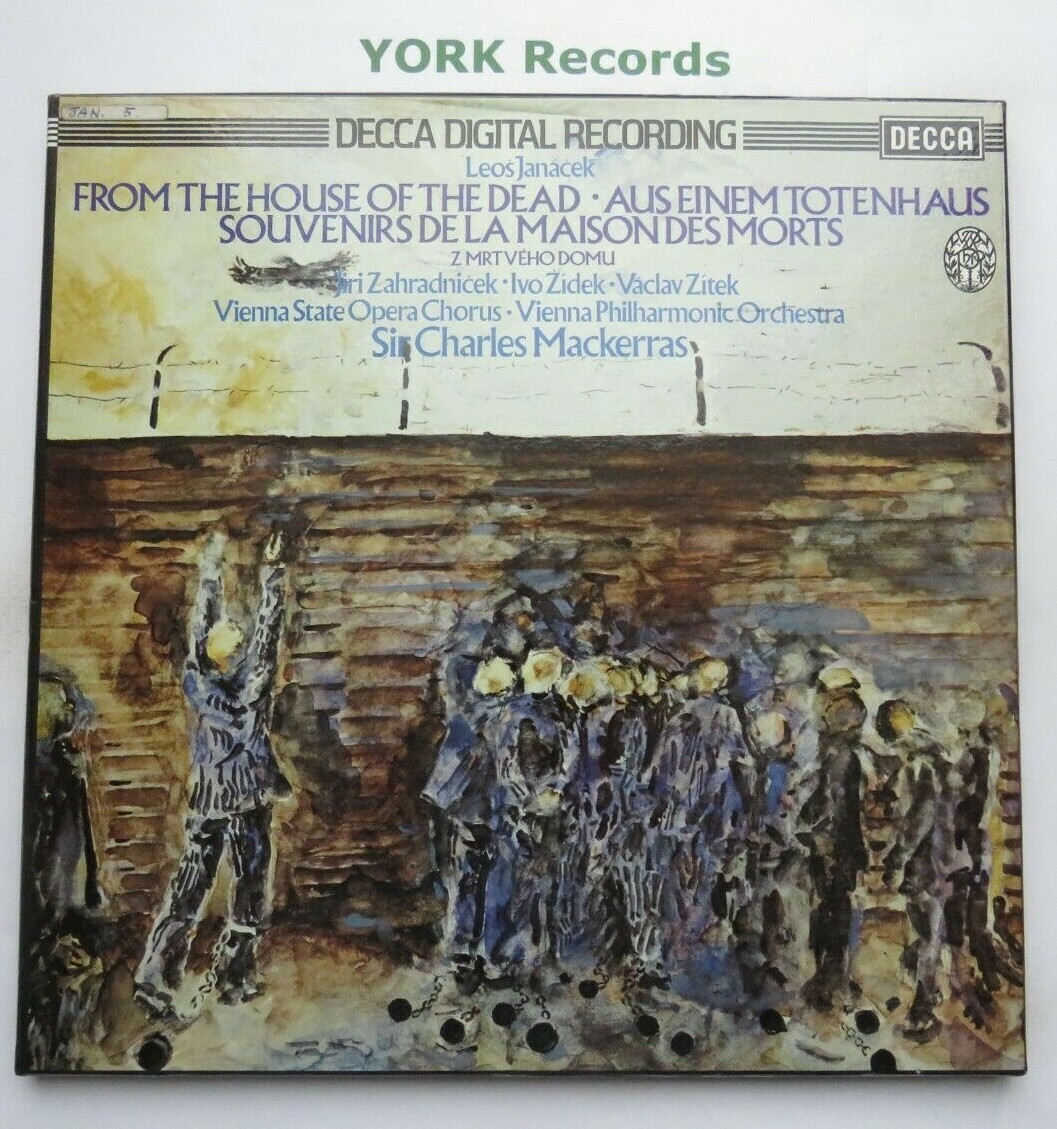 YORK Records
JAN. 5
DECCA DIGITAL RECORDING
DECCA
Leoš Janáček
FROM THE HOUSE OF THE DEAD · AUS EINEM TOTENHAUS
SOUVENIRS DE LA MAISON DES MORTS
Z MRTVÉHO DOMU
Jiří Zahradníček · Ivo Žídek · Václav Zítek
Vienna State Opera Chorus · Vienna Philharmonic Orchestra
Sir Charles Mackerras